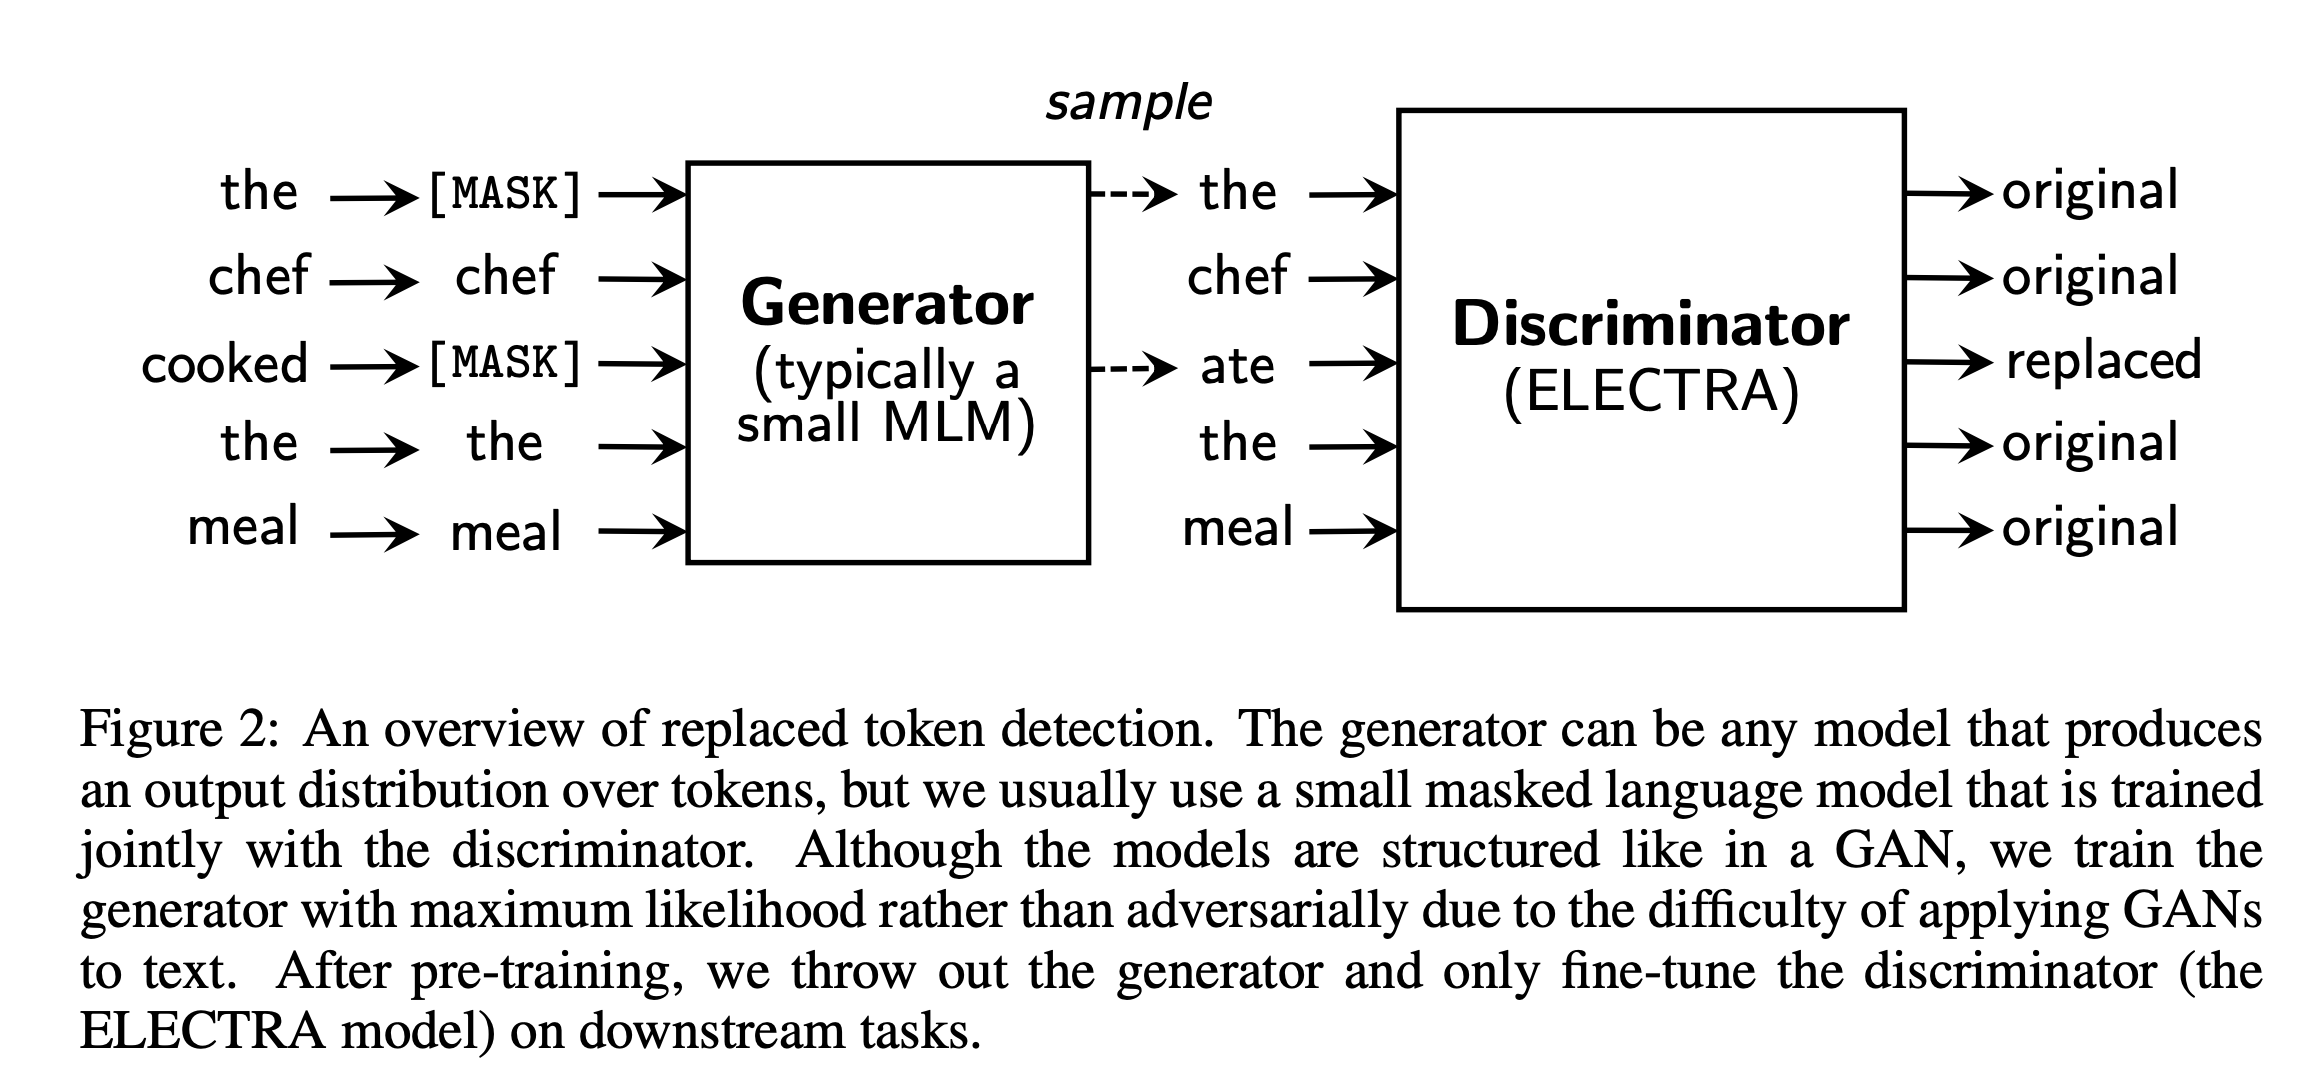 sample
the [MASK] the original
chef chef Generator chef original
cooked [MASK] (typically a small MLM) ate Discriminator (ELECTRA) replaced
the the the original
meal meal meal original
Figure 2: An overview of replaced token detection. The generator can be any model that produces
an output distribution over tokens, but we usually use a small masked language model that is trained
jointly with the discriminator. Although the models are structured like in a GAN, we train the
generator with maximum likelihood rather than adversarially due to the difficulty of applying GANs
to text. After pre-training, we throw out the generator and only fine-tune the discriminator (the
ELECTRA model) on downstream tasks.